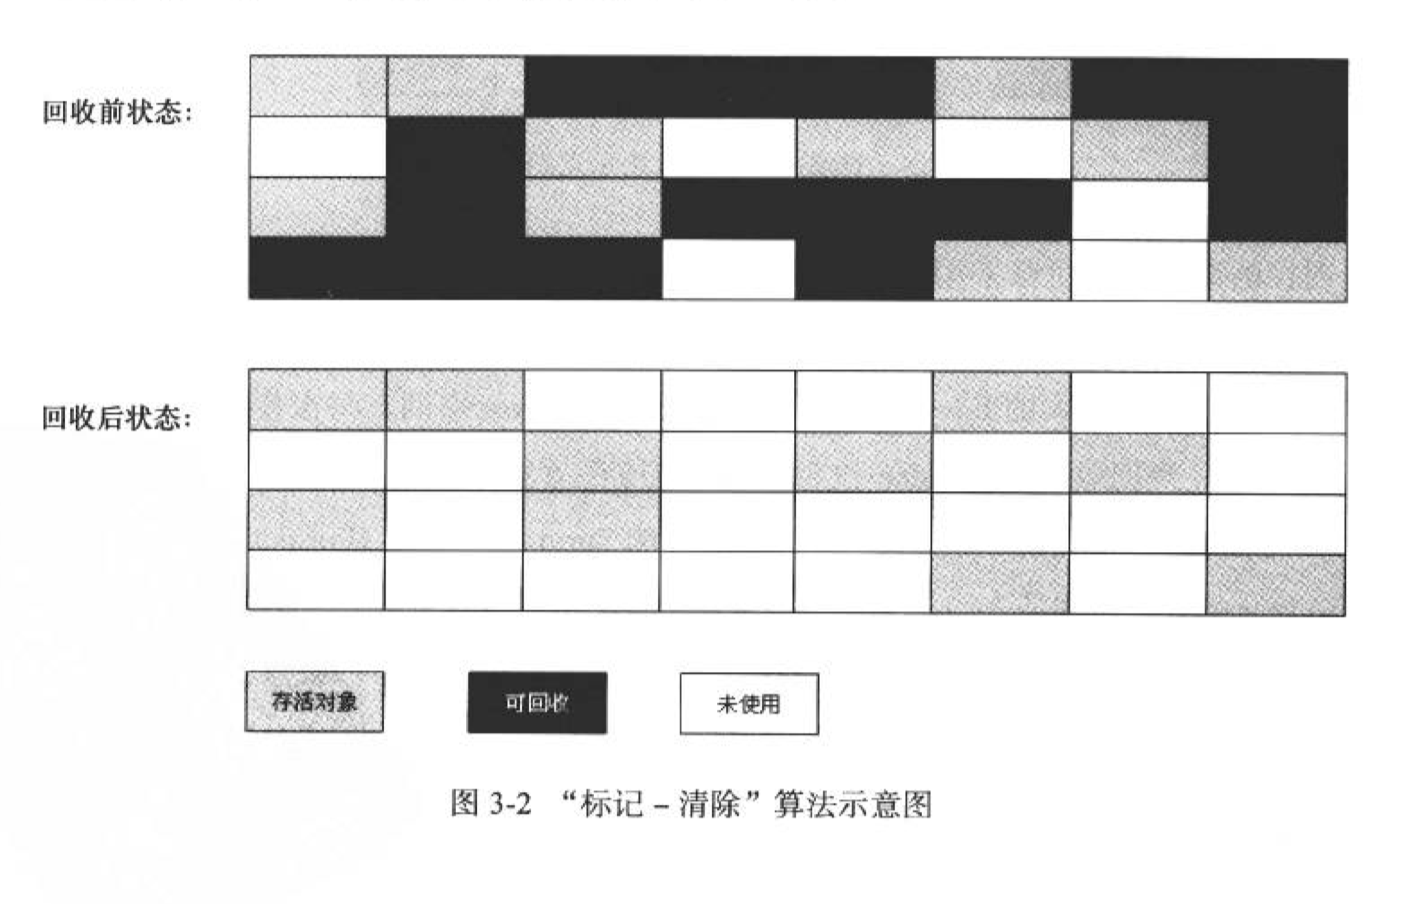 回收前状态：
回收后状态：
存活对象
可回收
未使用
图 3-2 “标记 – 清除”算法示意图